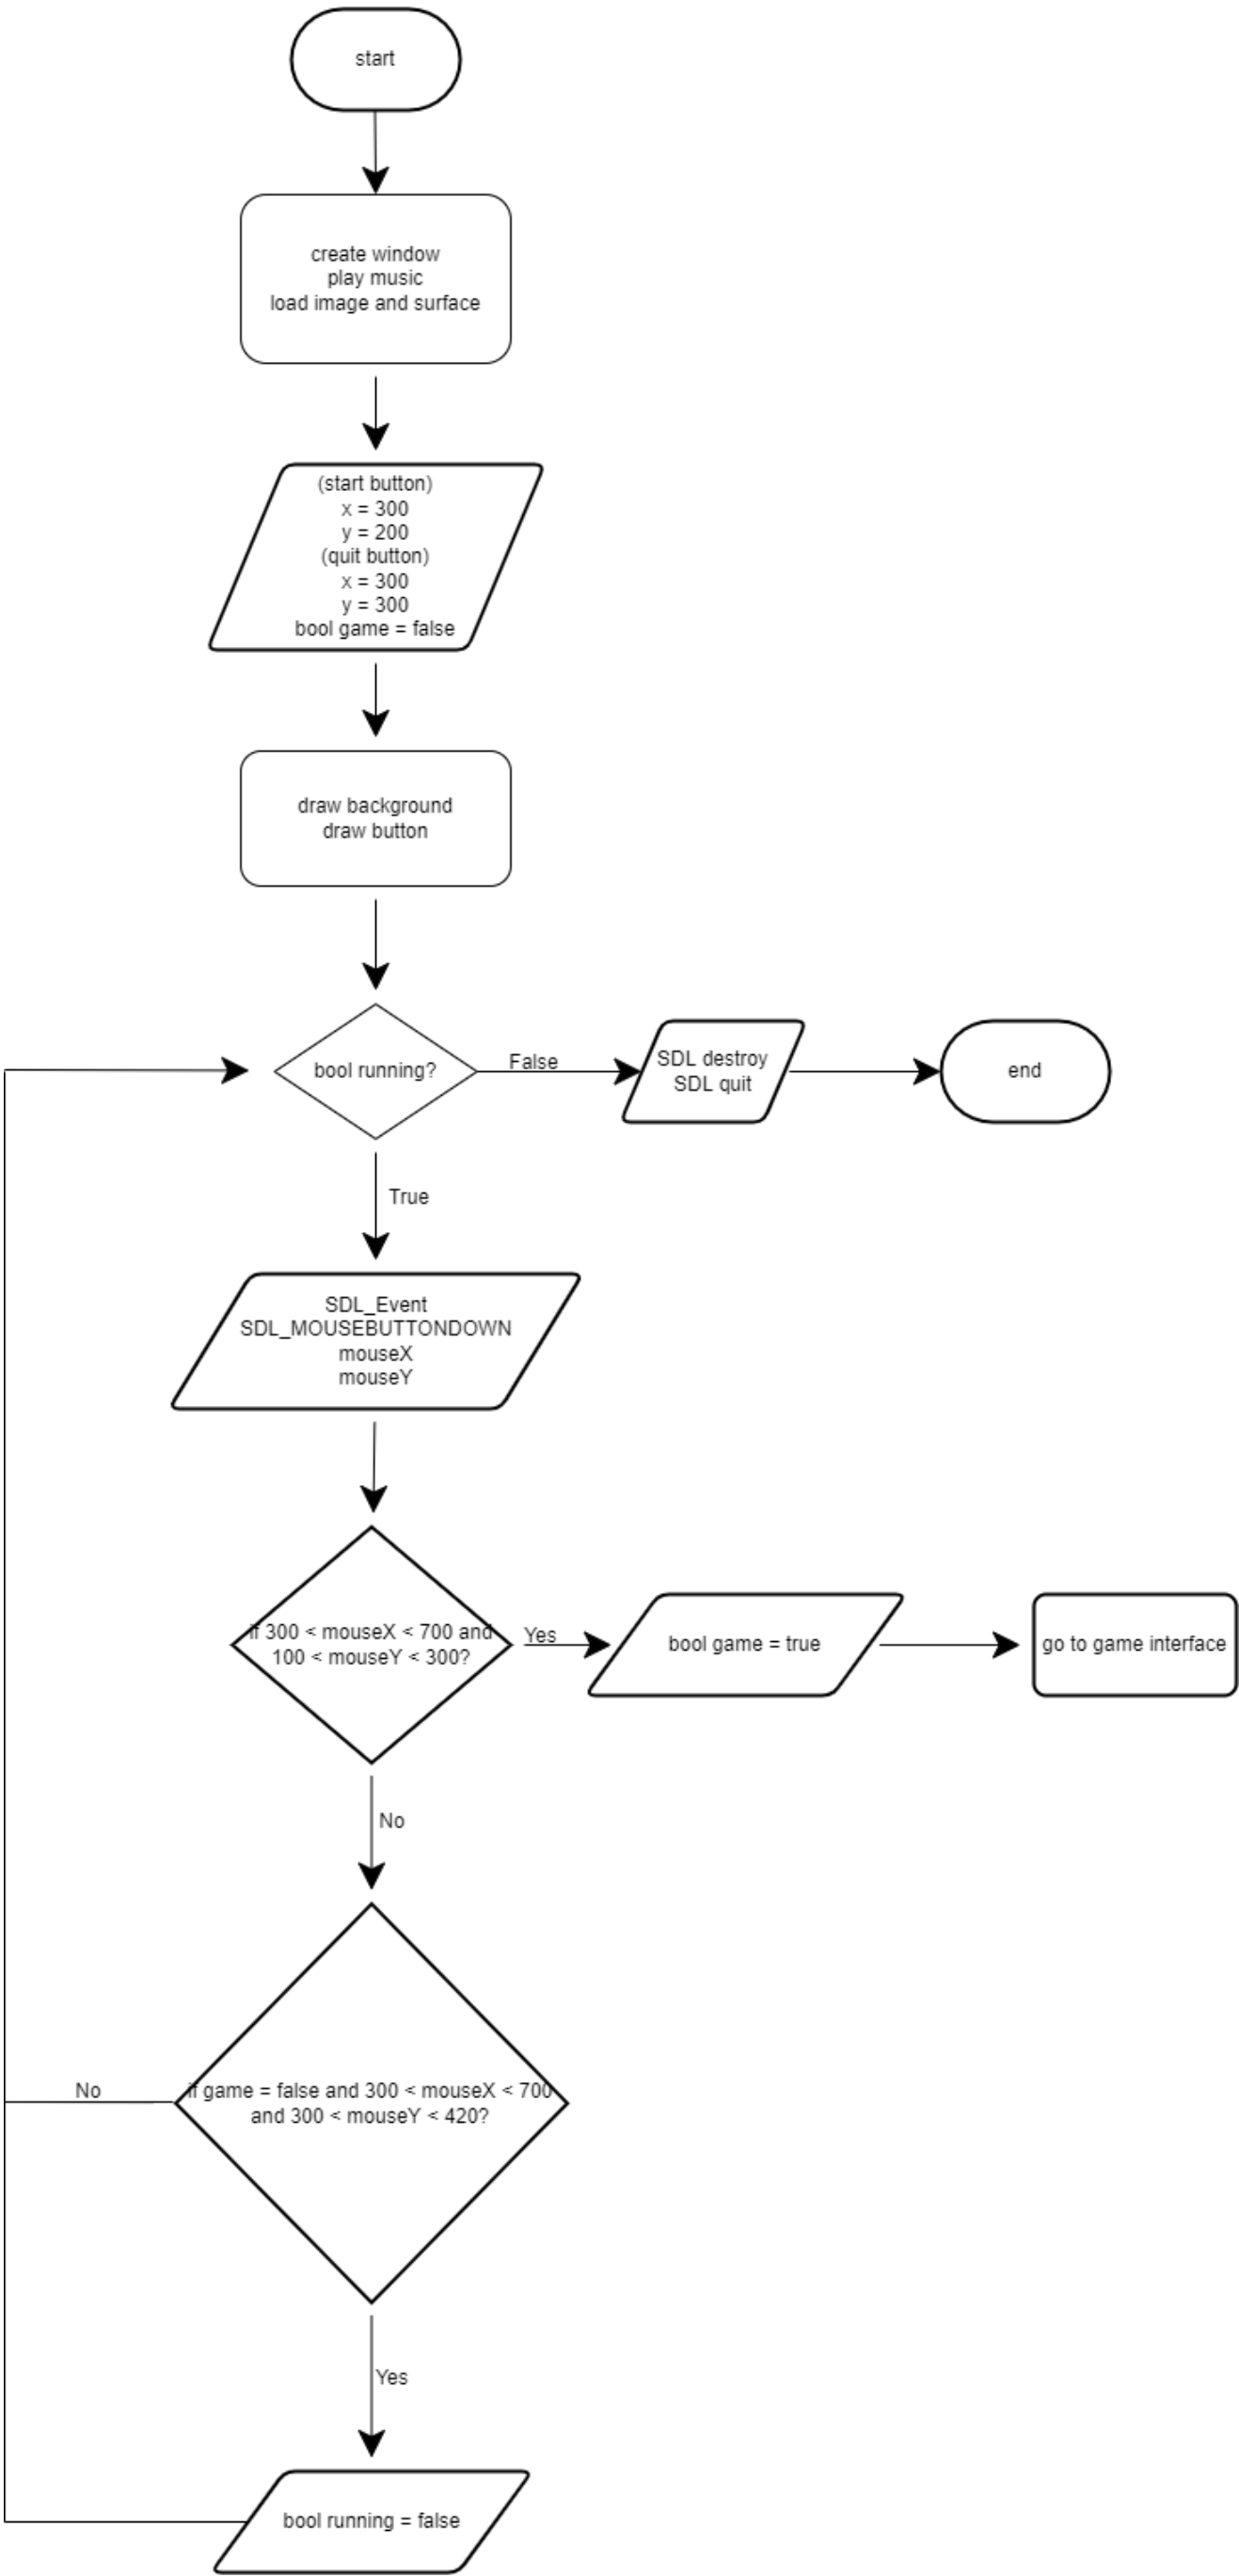 start
create window
play music
load image and surface
(start button)
x = 300
y = 200
(quit button)
x = 300
y = 300
bool game = false
draw background
draw button
bool running?
False
SDL destroy
SDL quit
end
True
SDL_Event
SDL_MOUSEBUTTONDOWN
mouseX
mouseY
if 300 < mouseX < 700 and
100 < mouseY < 300?
Yes
bool game = true
go to game interface
No
if game = false and 300 < mouseX < 700
and 300 < mouseY < 420?
No
Yes
bool running = false